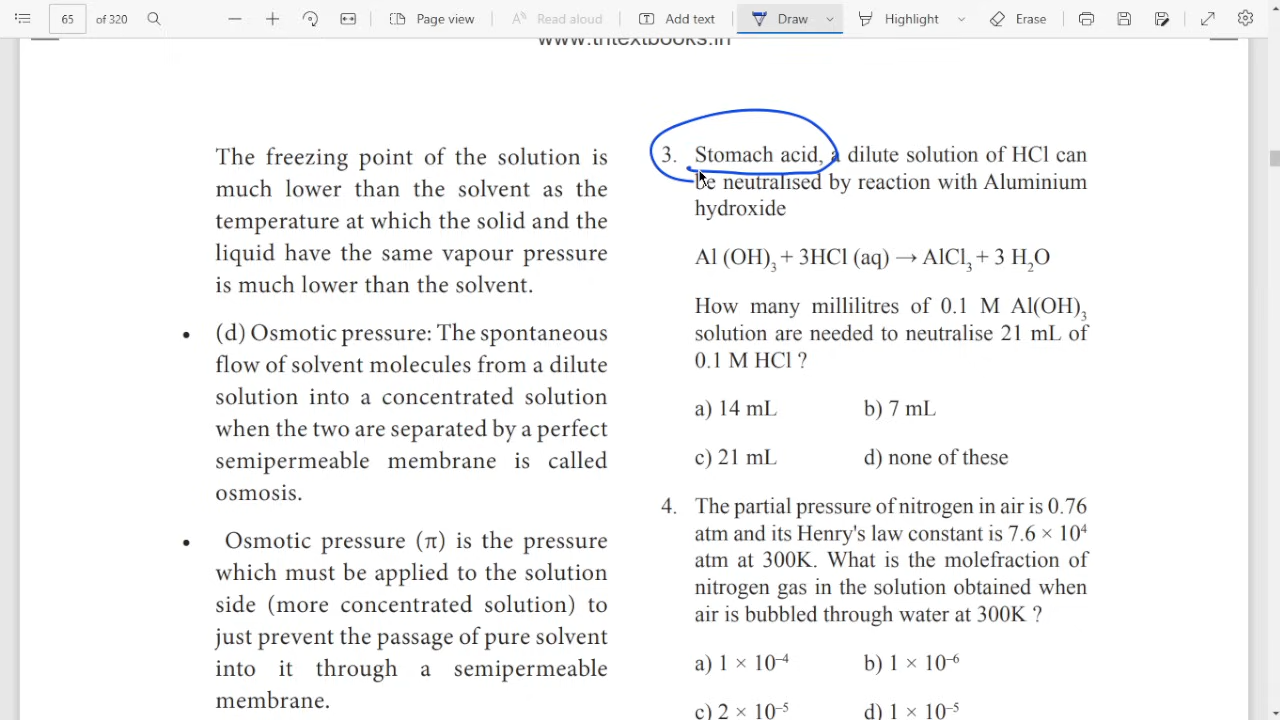 65 of 320 Page view Read aloud Add text Draw Highlight Erase
www.tntextbooks.in
The freezing point of the solution is
much lower than the solvent as the
temperature at which the solid and the
liquid have the same vapour pressure
is much lower than the solvent.
• (d) Osmotic pressure: The spontaneous
flow of solvent molecules from a dilute
solution into a concentrated solution
when the two are separated by a perfect
semipermeable membrane is called
osmosis.
• Osmotic pressure (π) is the pressure
which must be applied to the solution
side (more concentrated solution) to
just prevent the passage of pure solvent
into it through a semipermeable
membrane.
3. Stomach acid, a dilute solution of HCl can
be neutralised by reaction with Aluminium
hydroxide
Al (OH)₃ + 3HCl (aq) → AlCl₃ + 3 H₂O
How many millilitres of 0.1 M Al(OH)₃
solution are needed to neutralise 21 mL of
0.1 M HCl ?
a) 14 mL b) 7 mL
c) 21 mL d) none of these
4. The partial pressure of nitrogen in air is 0.76
atm and its Henry's law constant is 7.6 × 10⁴
atm at 300K. What is the molefraction of
nitrogen gas in the solution obtained when
air is bubbled through water at 300K ?
a) 1 × 10⁻⁴ b) 1 × 10⁻⁶
c) 2 × 10⁻⁵ d) 1 × 10⁻⁵